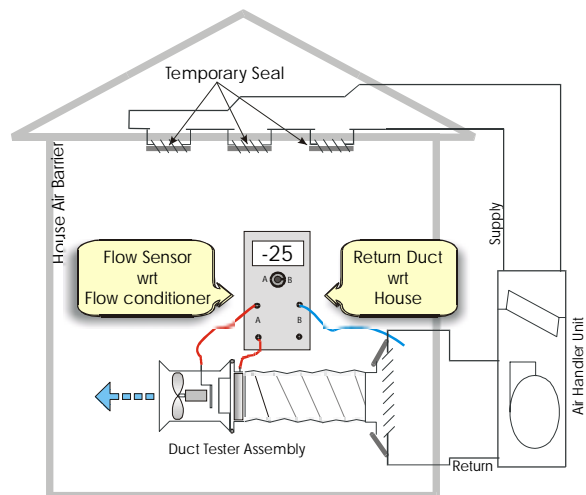 Temporary Seal
House Air Barrier
Supply
Flow Sensor
wrt
Flow conditioner
-25
A B
A B
Return Duct
wrt
House
Air Handler Unit
Duct Tester Assembly
Return